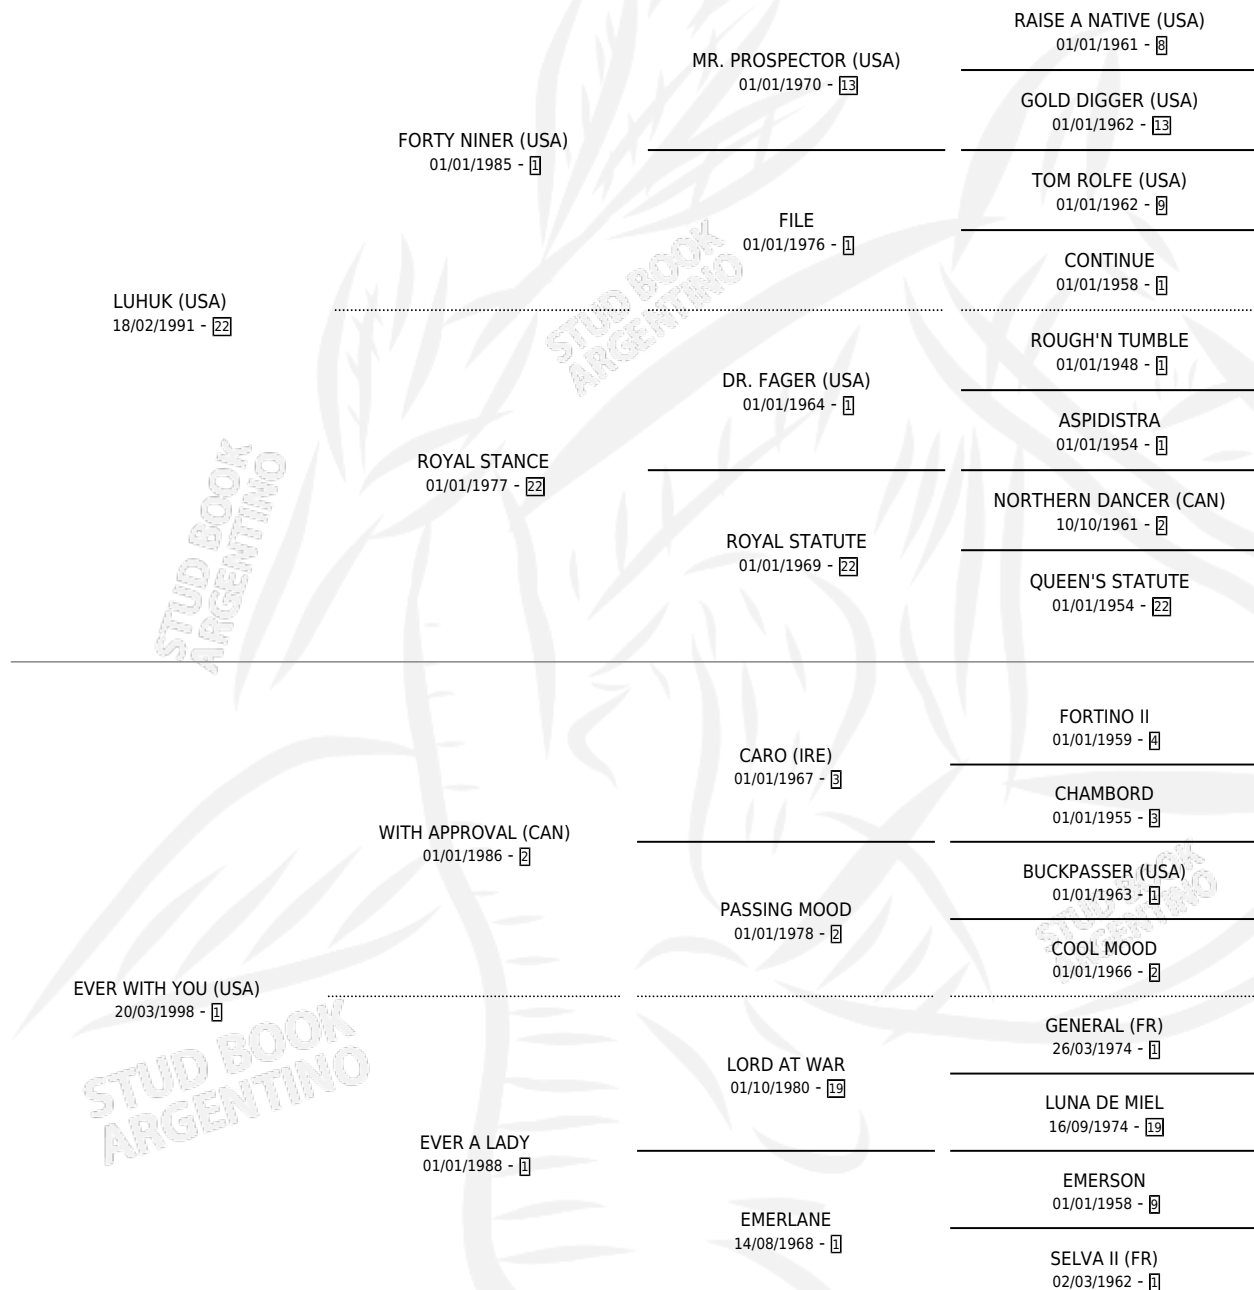 RAISE A NATIVE (USA)
01/01/1961 - 8
MR. PROSPECTOR (USA)
01/01/1970 - 13
GOLD DIGGER (USA)
01/01/1962 - 13
FORTY NINER (USA)
01/01/1985 - 1
TOM ROLFE (USA)
01/01/1962 - 9
FILE
01/01/1976 - 1
CONTINUE
01/01/1958 - 1
LUHUK (USA)
18/02/1991 - 22
ROUGH'N TUMBLE
01/01/1948 - 1
DR. FAGER (USA)
01/01/1964 - 1
ASPIDISTRA
01/01/1954 - 1
ROYAL STANCE
01/01/1977 - 22
NORTHERN DANCER (CAN)
10/10/1961 - 2
ROYAL STATUTE
01/01/1969 - 22
QUEEN'S STATUTE
01/01/1954 - 22
FORTINO II
01/01/1959 - 4
CARO (IRE)
01/01/1967 - 3
CHAMBORD
01/01/1955 - 3
WITH APPROVAL (CAN)
01/01/1986 - 2
BUCKPASSER (USA)
01/01/1963 - 1
PASSING MOOD
01/01/1978 - 2
COOL MOOD
01/01/1966 - 2
EVER WITH YOU (USA)
20/03/1998 - 1
GENERAL (FR)
26/03/1974 - 1
LORD AT WAR
01/10/1980 - 19
LUNA DE MIEL
16/09/1974 - 19
EVER A LADY
01/01/1988 - 1
EMERSON
01/01/1958 - 9
EMERLANE
14/08/1968 - 1
SELVA II (FR)
02/03/1962 - 1
STUD BOOK
ARGENTINO
STUD BOOK
ARGENTINO
STUD BOOK
ARGENTINO
STUD BOOK
ARGENTINO